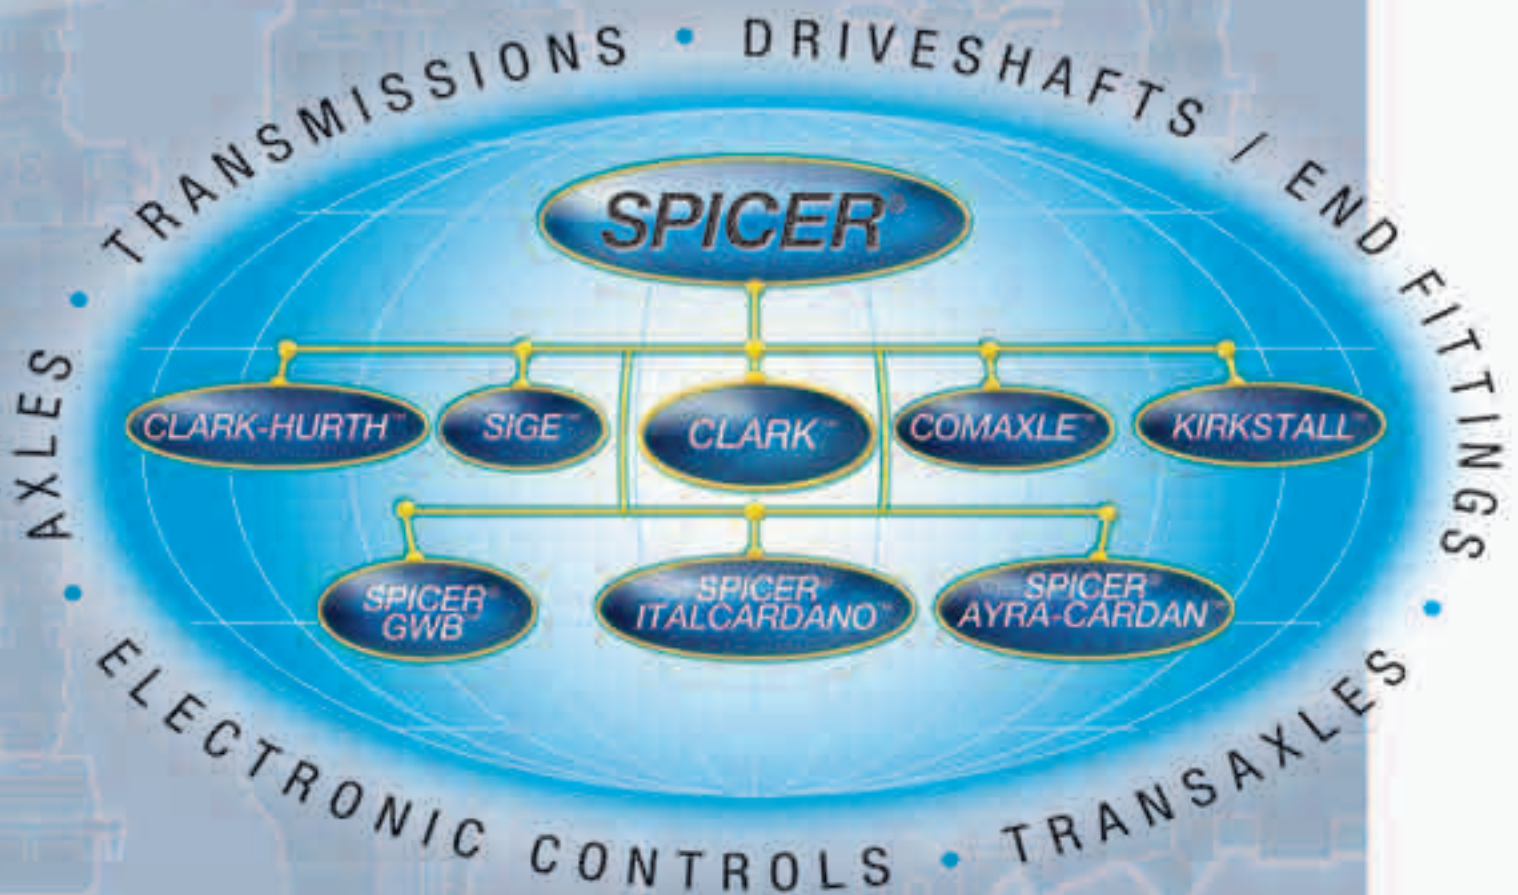 AXLES • TRANSMISSIONS • DRIVESHAFTS / END FITTINGS •
SPICER®
CLARK-HURTH™ SIGE™ CLARK™ COMAXLE™ KIRKSTALL™
SPICER® SPICER® SPICER®
GWB™ ITALCARDANO™ AYRA-CARDAN™
• ELECTRONIC CONTROLS • TRANSAXLES